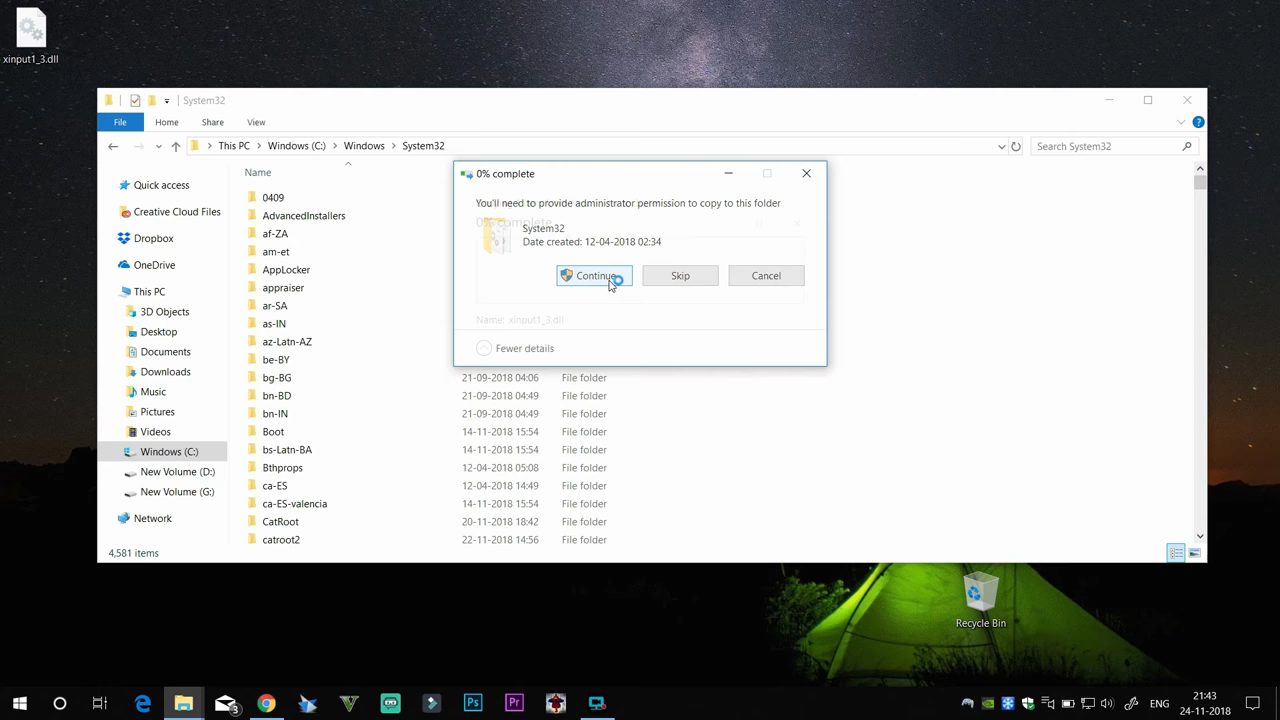 xinput1_3.dll
System32
File
Home
Share
View
This PC
Windows (C:)
Windows
System32
Search System32
Name
Quick access
Creative Cloud Files
Dropbox
OneDrive
This PC
3D Objects
Desktop
Documents
Downloads
Music
Pictures
Videos
Windows (C:)
New Volume (D:)
New Volume (G:)
Network
0409
AdvancedInstallers
af-ZA
am-et
AppLocker
appraiser
ar-SA
as-IN
az-Latn-AZ
be-BY
bg-BG 21-09-2018 04:06 File folder
bn-BD 21-09-2018 04:49 File folder
bn-IN 21-09-2018 04:49 File folder
Boot 14-11-2018 15:54 File folder
bs-Latn-BA 14-11-2018 15:54 File folder
Bthprops 12-04-2018 05:08 File folder
ca-ES 12-04-2018 14:49 File folder
ca-ES-valencia 14-11-2018 15:54 File folder
CatRoot 20-11-2018 18:42 File folder
catroot2 22-11-2018 14:56 File folder
4,581 items
0% complete
You'll need to provide administrator permission to copy to this folder
0% complete
System32
Date created: 12-04-2018 02:34
Continue
Skip
Cancel
Name: xinput1_3.dll
Fewer details
Recycle Bin
3
Ps
Pr
ENG
21:43
24-11-2018